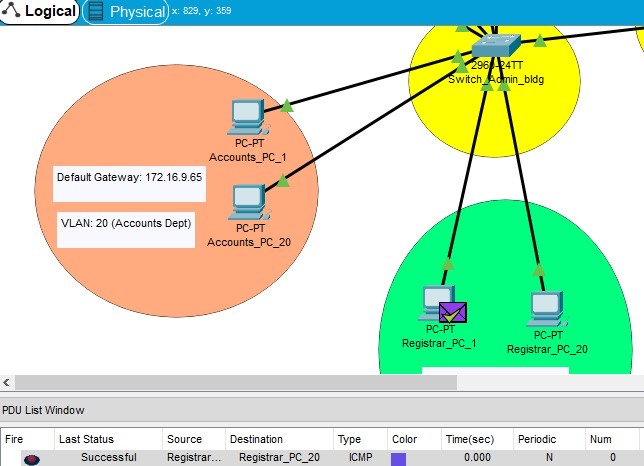 Logical Physical x: 829, y: 359
2960-24TT
Switch_Admin_bldg
PC-PT
Accounts_PC_1
Default Gateway: 172.16.9.65
VLAN: 20 (Accounts Dept)
PC-PT
Accounts_PC_20
PC-PT
Registrar_PC_1
PC-PT
Registrar_PC_20
PDU List Window
Fire Last Status Source Destination Type Color Time(sec) Periodic Num
Successful Registrar... Registrar_PC_20 ICMP 0.000 N 0